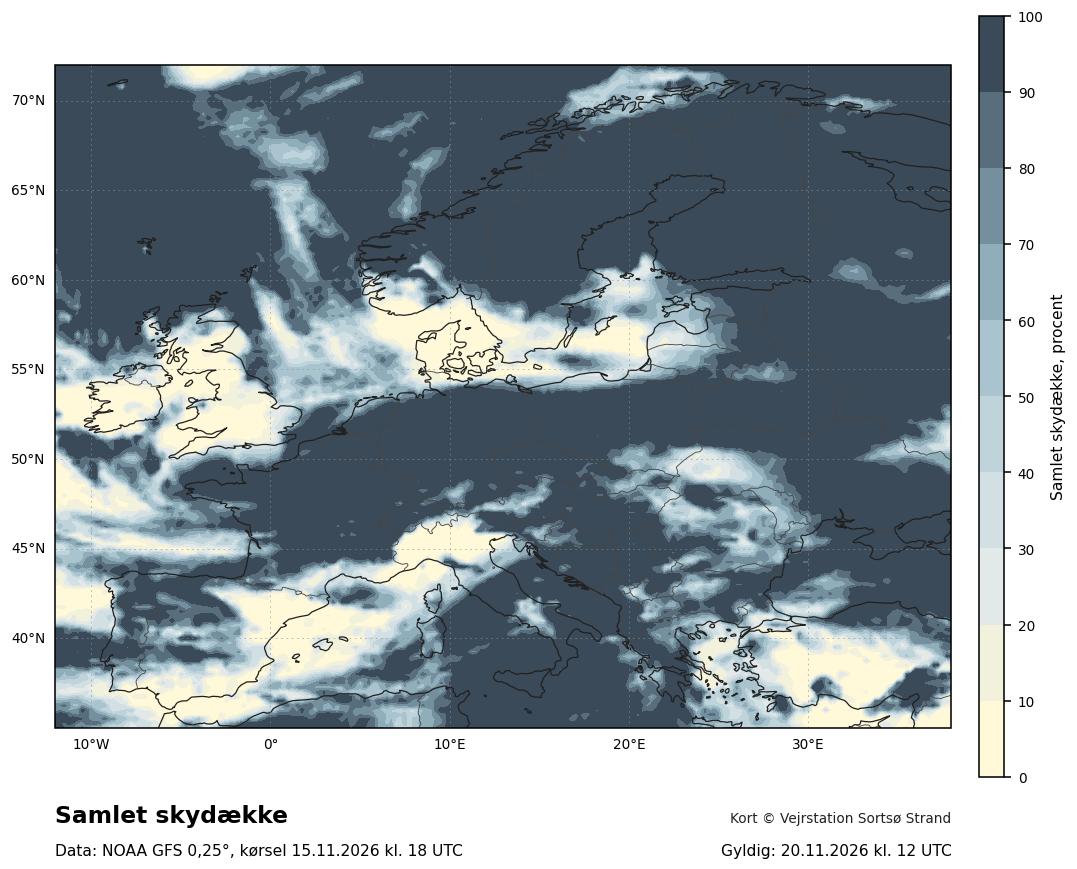 100
90
80
70
60
50
40
30
20
10
0
Samlet skydække, procent
70°N
65°N
60°N
55°N
50°N
45°N
40°N
10°W
0°
10°E
20°E
30°E
Samlet skydække
Kort © Vejrstation Sortsø Strand
Data: NOAA GFS 0,25°, kørsel 15.11.2026 kl. 18 UTC
Gyldig: 20.11.2026 kl. 12 UTC